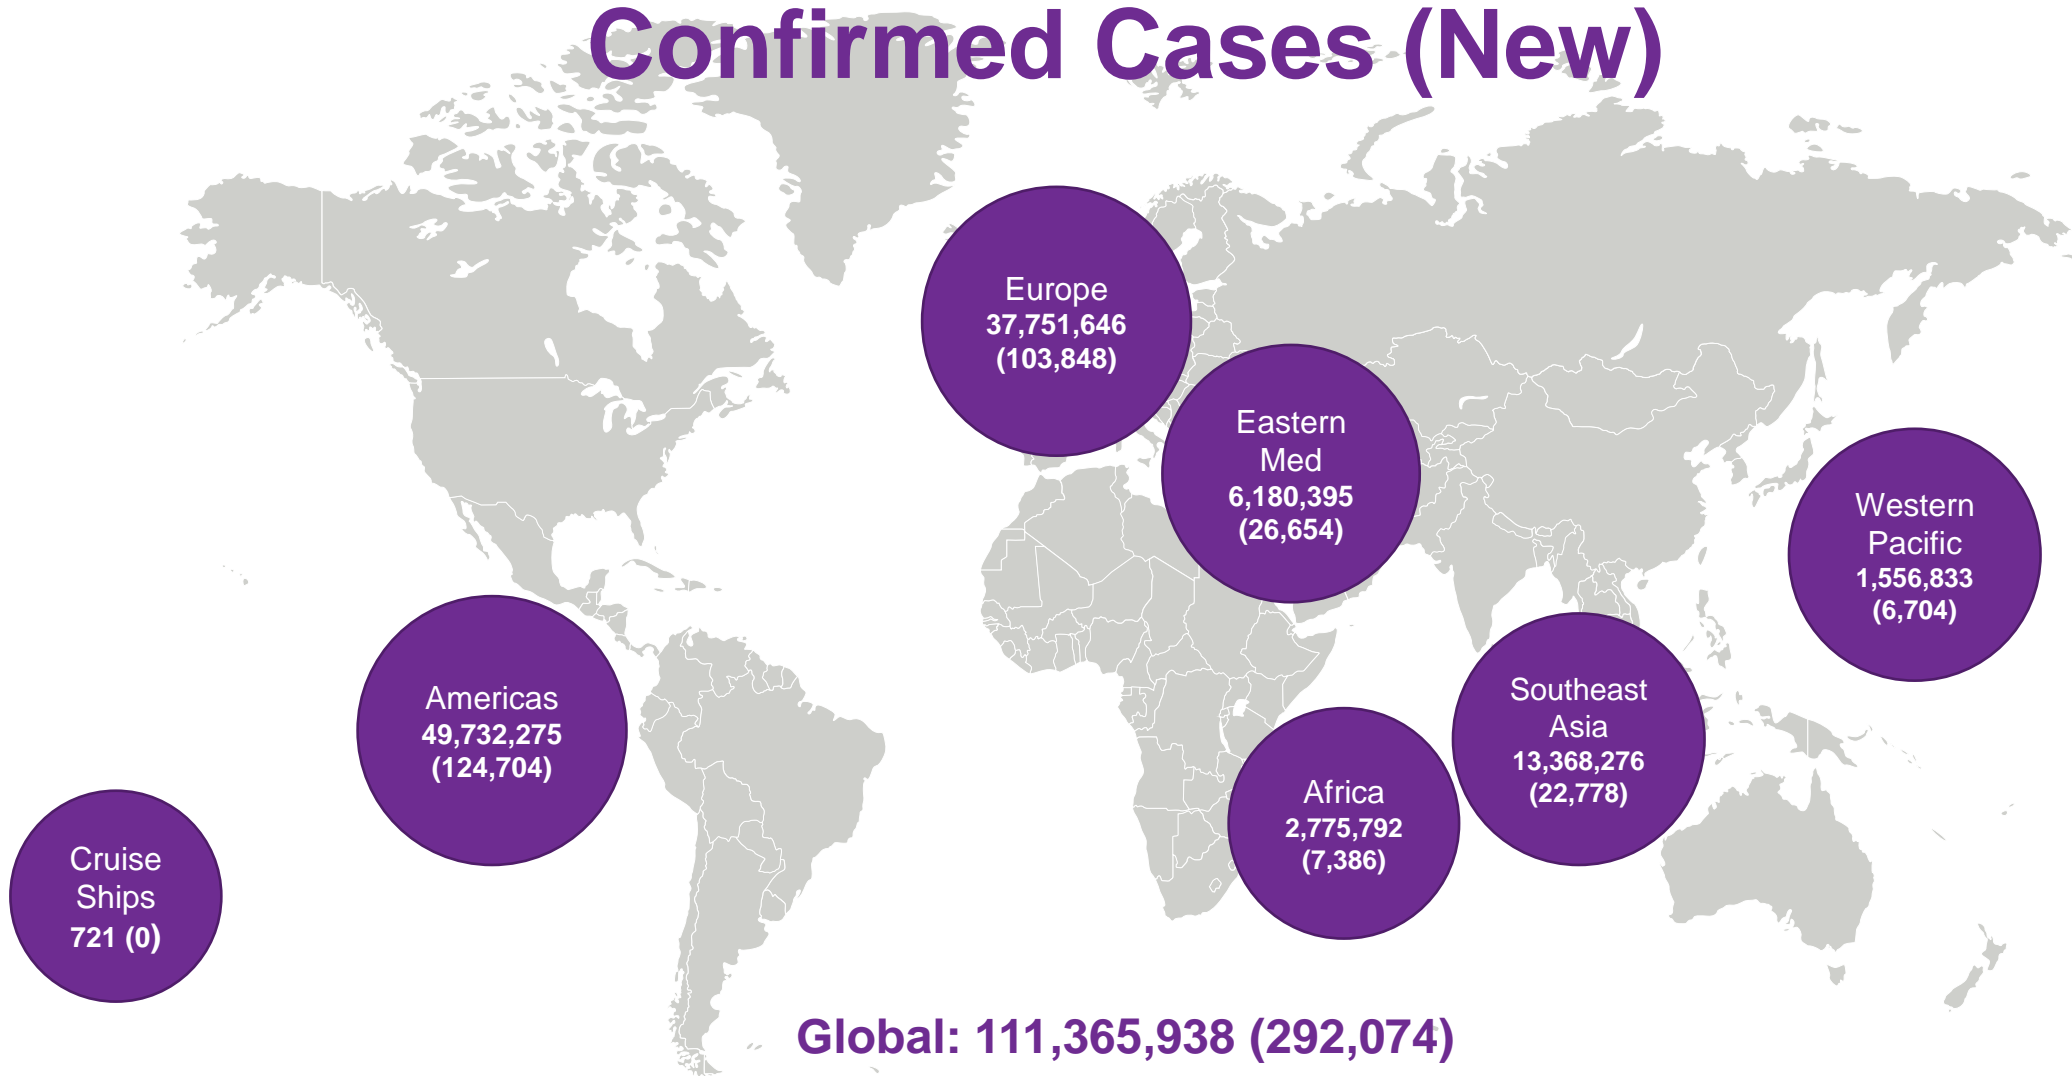 Confirmed Cases (New)
Europe
37,751,646
(103,848)
Eastern
Med
6,180,395
(26,654)
Western
Pacific
1,556,833
(6,704)
Americas
49,732,275
(124,704)
Southeast
Asia
13,368,276
(22,778)
Africa
2,775,792
(7,386)
Cruise
Ships
721 (0)
Global: 111,365,938 (292,074)